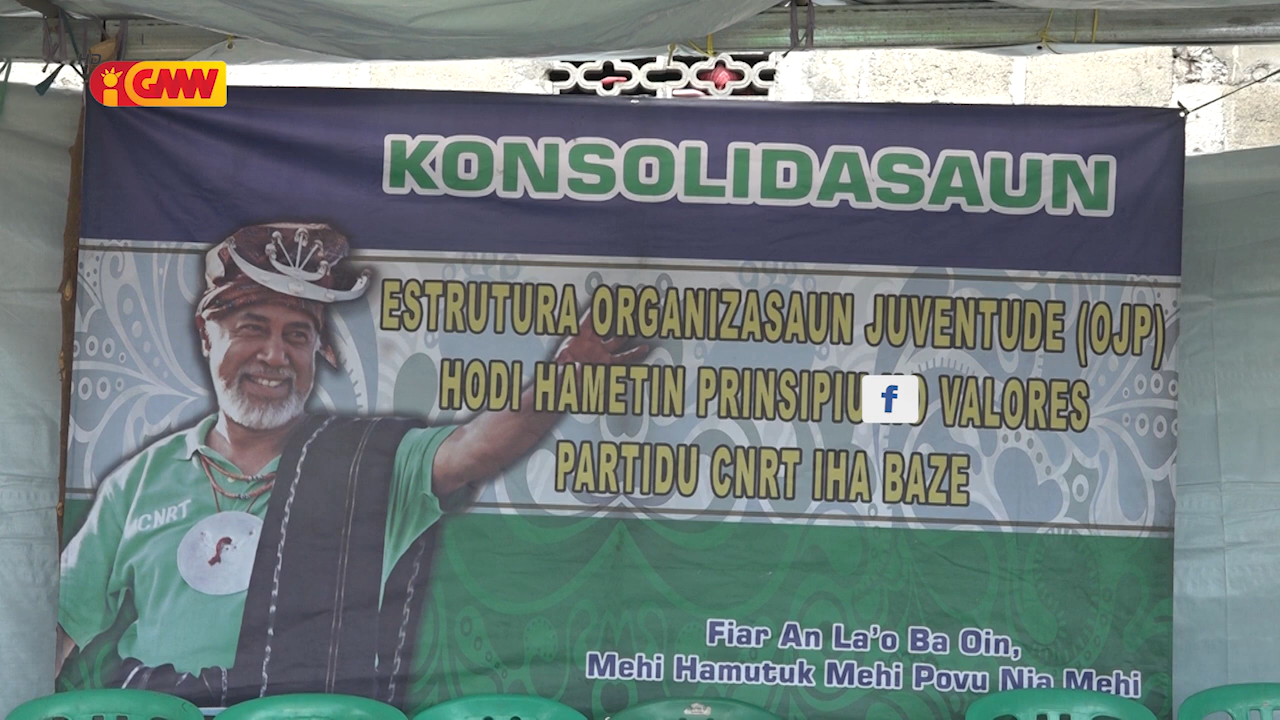 GMN
KONSOLIDASAUN
ESTRUTURA ORGANIZASAUN JUVENTUDE (OJP)
HODI HAMETIN PRINSIPIU VALORES
f
PARTIDU CNRT IHA BAZE
CNRT
Fiar An La'o Ba Oin,
Mehi Hamutuk Mehi Povu Nia Mehi